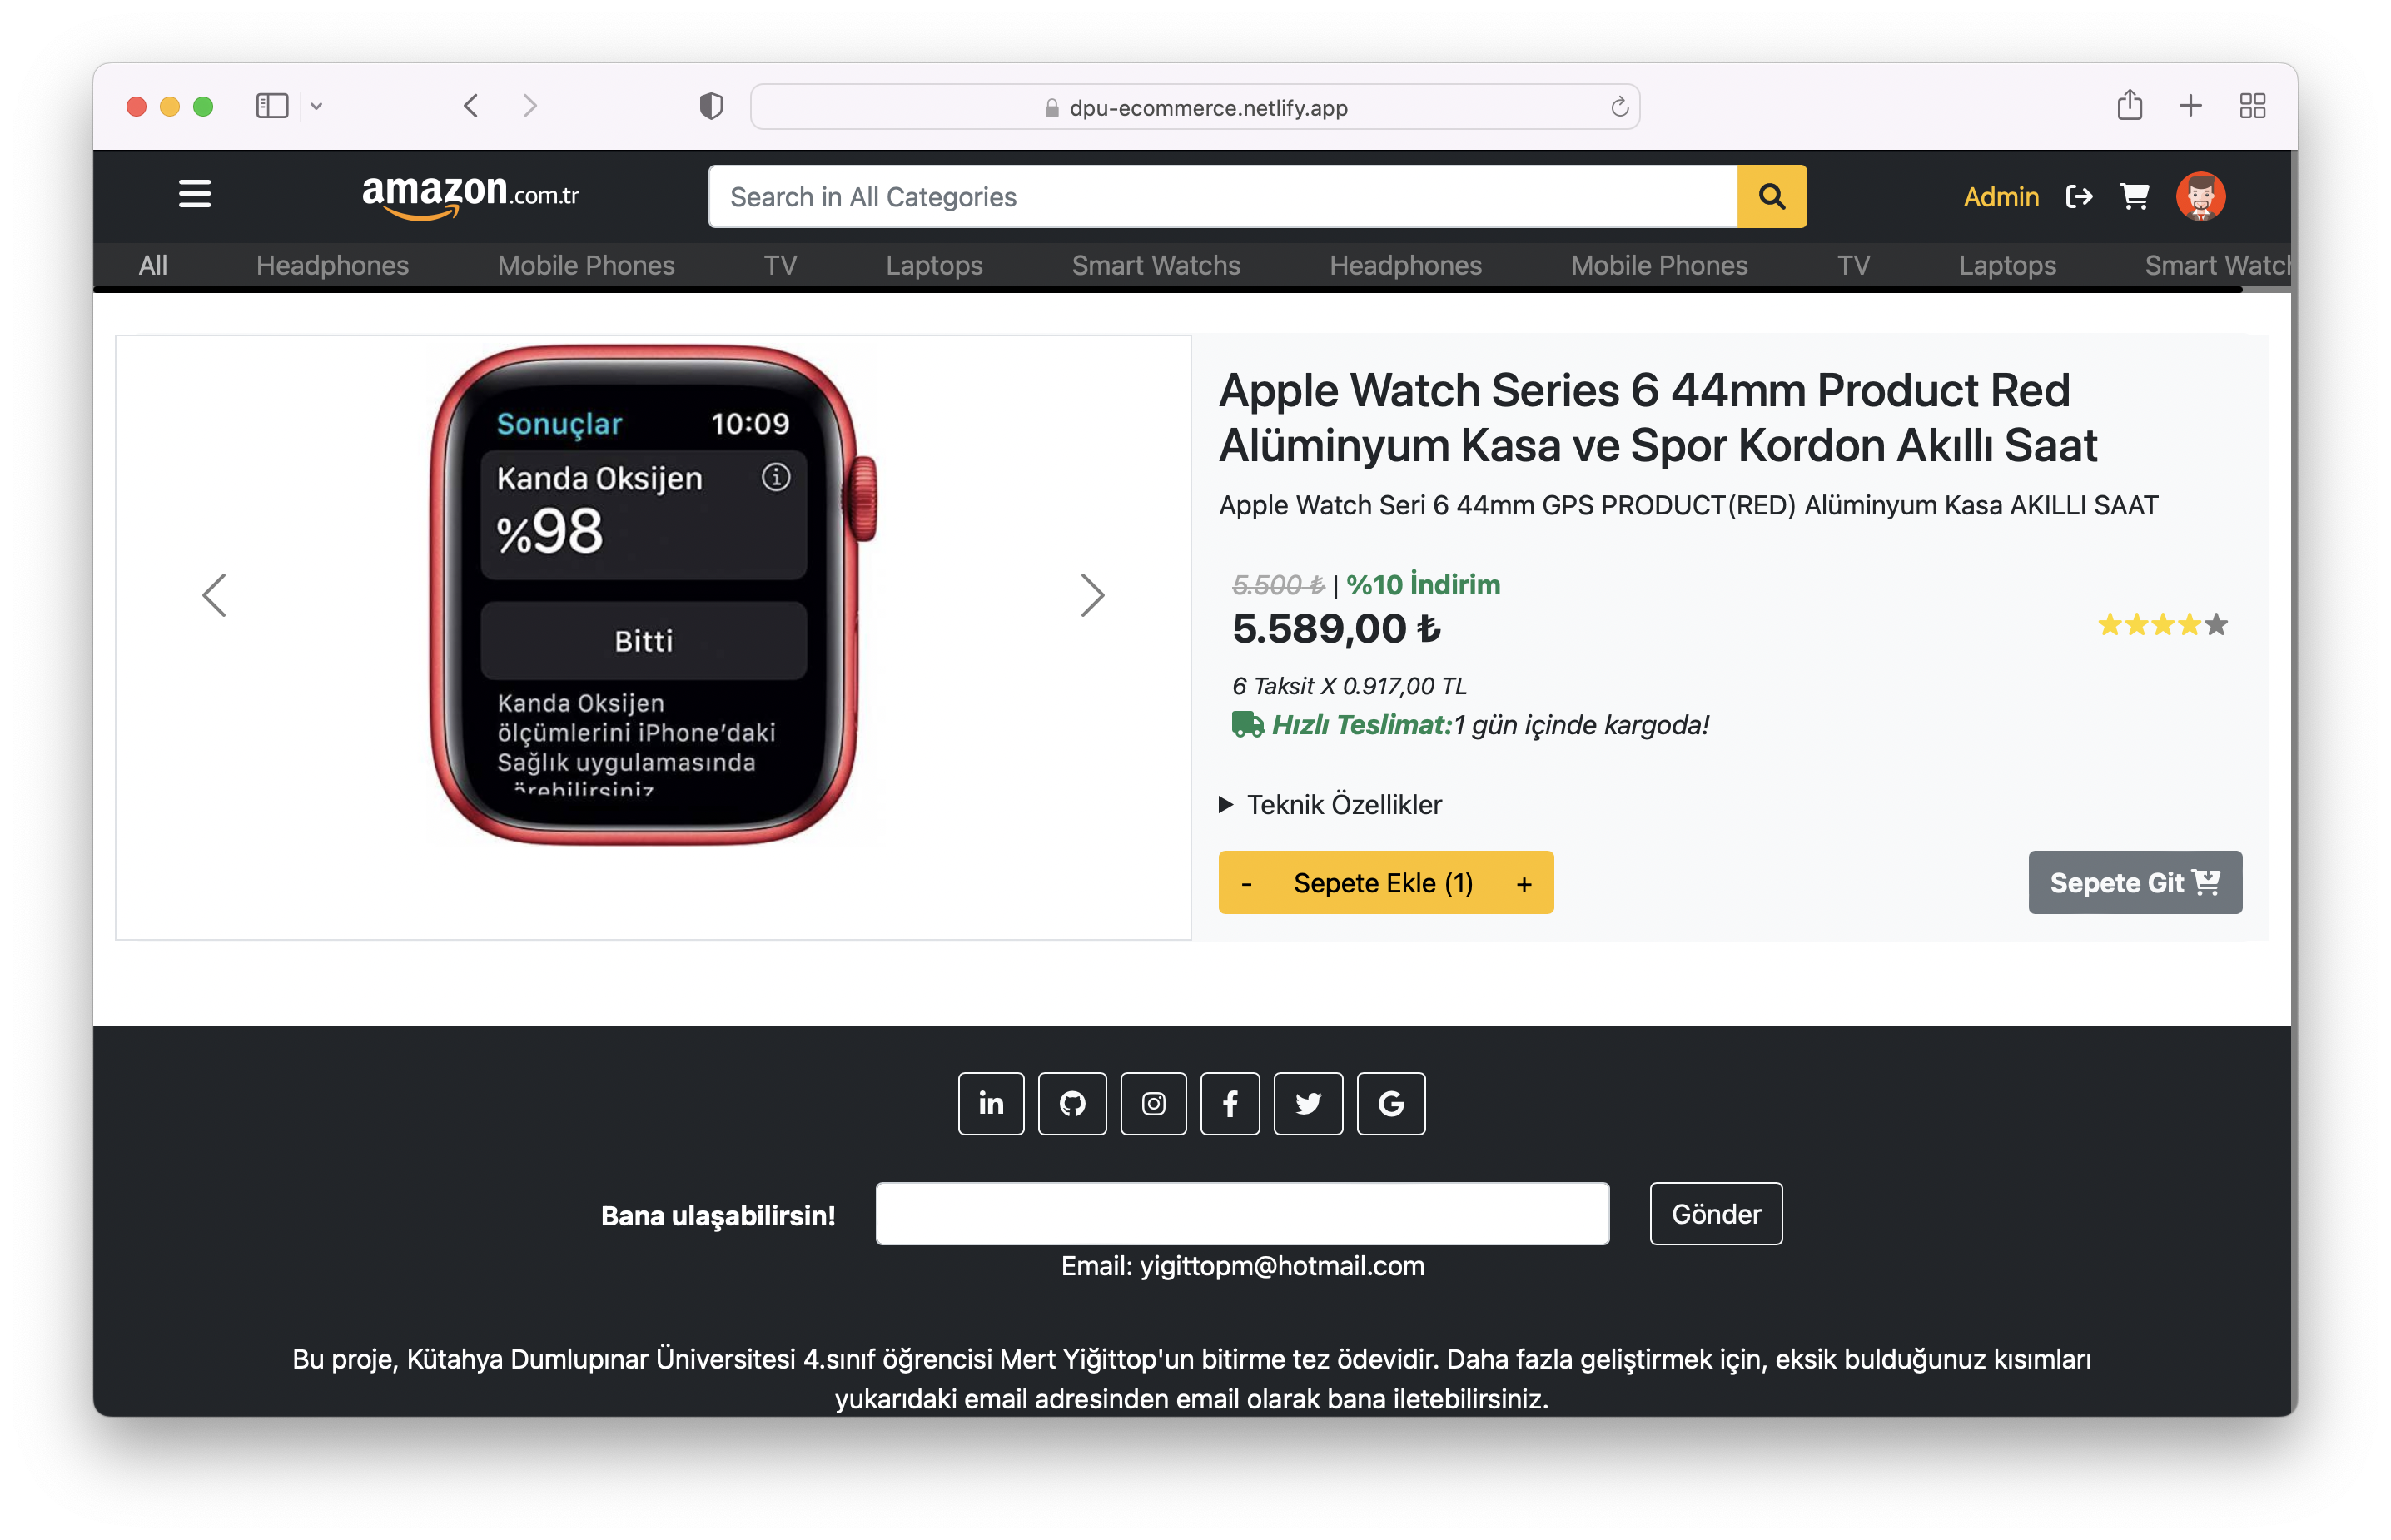 dpu-ecommerce.netlify.app
amazon.com.tr
Search in All Categories
Admin
All Headphones Mobile Phones TV Laptops Smart Watchs Headphones Mobile Phones TV Laptops Smart
Sonuçlar 10:09
Kanda Oksijen
%98
Bitti
Kanda Oksijen
ölçümlerini iPhone’daki
Sağlık uygulamasında
Apple Watch Series 6 44mm Product Red
Alüminyum Kasa ve Spor Kordon Akıllı Saat
Apple Watch Seri 6 44mm GPS PRODUCT(RED) Alüminyum Kasa AKILLI SAAT
5.500 ₺ | %10 İndirim
5.589,00 ₺
6 Taksit X 0.917,00 TL
Hızlı Teslimat:1 gün içinde kargoda!
Teknik Özellikler
- Sepete Ekle (1) +
Sepete Git
Bana ulaşabilirsin!
Gönder
Email: yigittopm@hotmail.com
Bu proje, Kütahya Dumlupınar Üniversitesi 4.sınıf öğrencisi Mert Yiğittop'un bitirme tez ödevidir. Daha fazla geliştirmek için, eksik bulduğunuz kısımları
yukarıdaki email adresinden email olarak bana iletebilirsiniz.